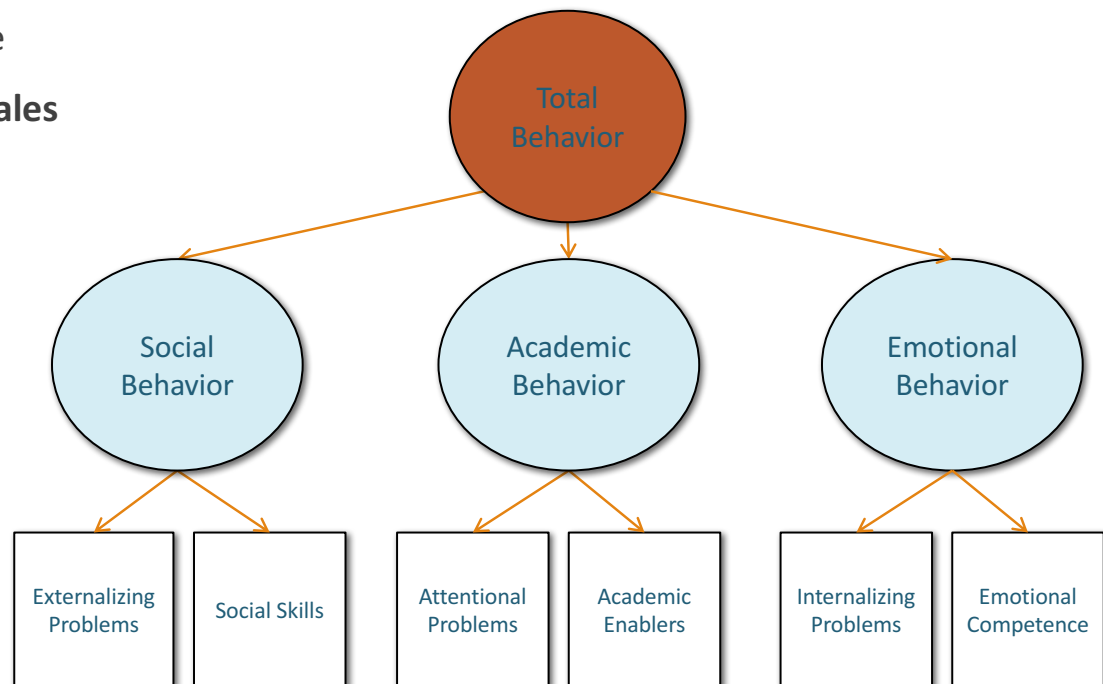 Total
Behavior
Social
Behavior
Academic
Behavior
Emotional
Behavior
Externalizing
Problems
Social Skills
Attentional
Problems
Academic
Enablers
Internalizing
Problems
Emotional
Competence